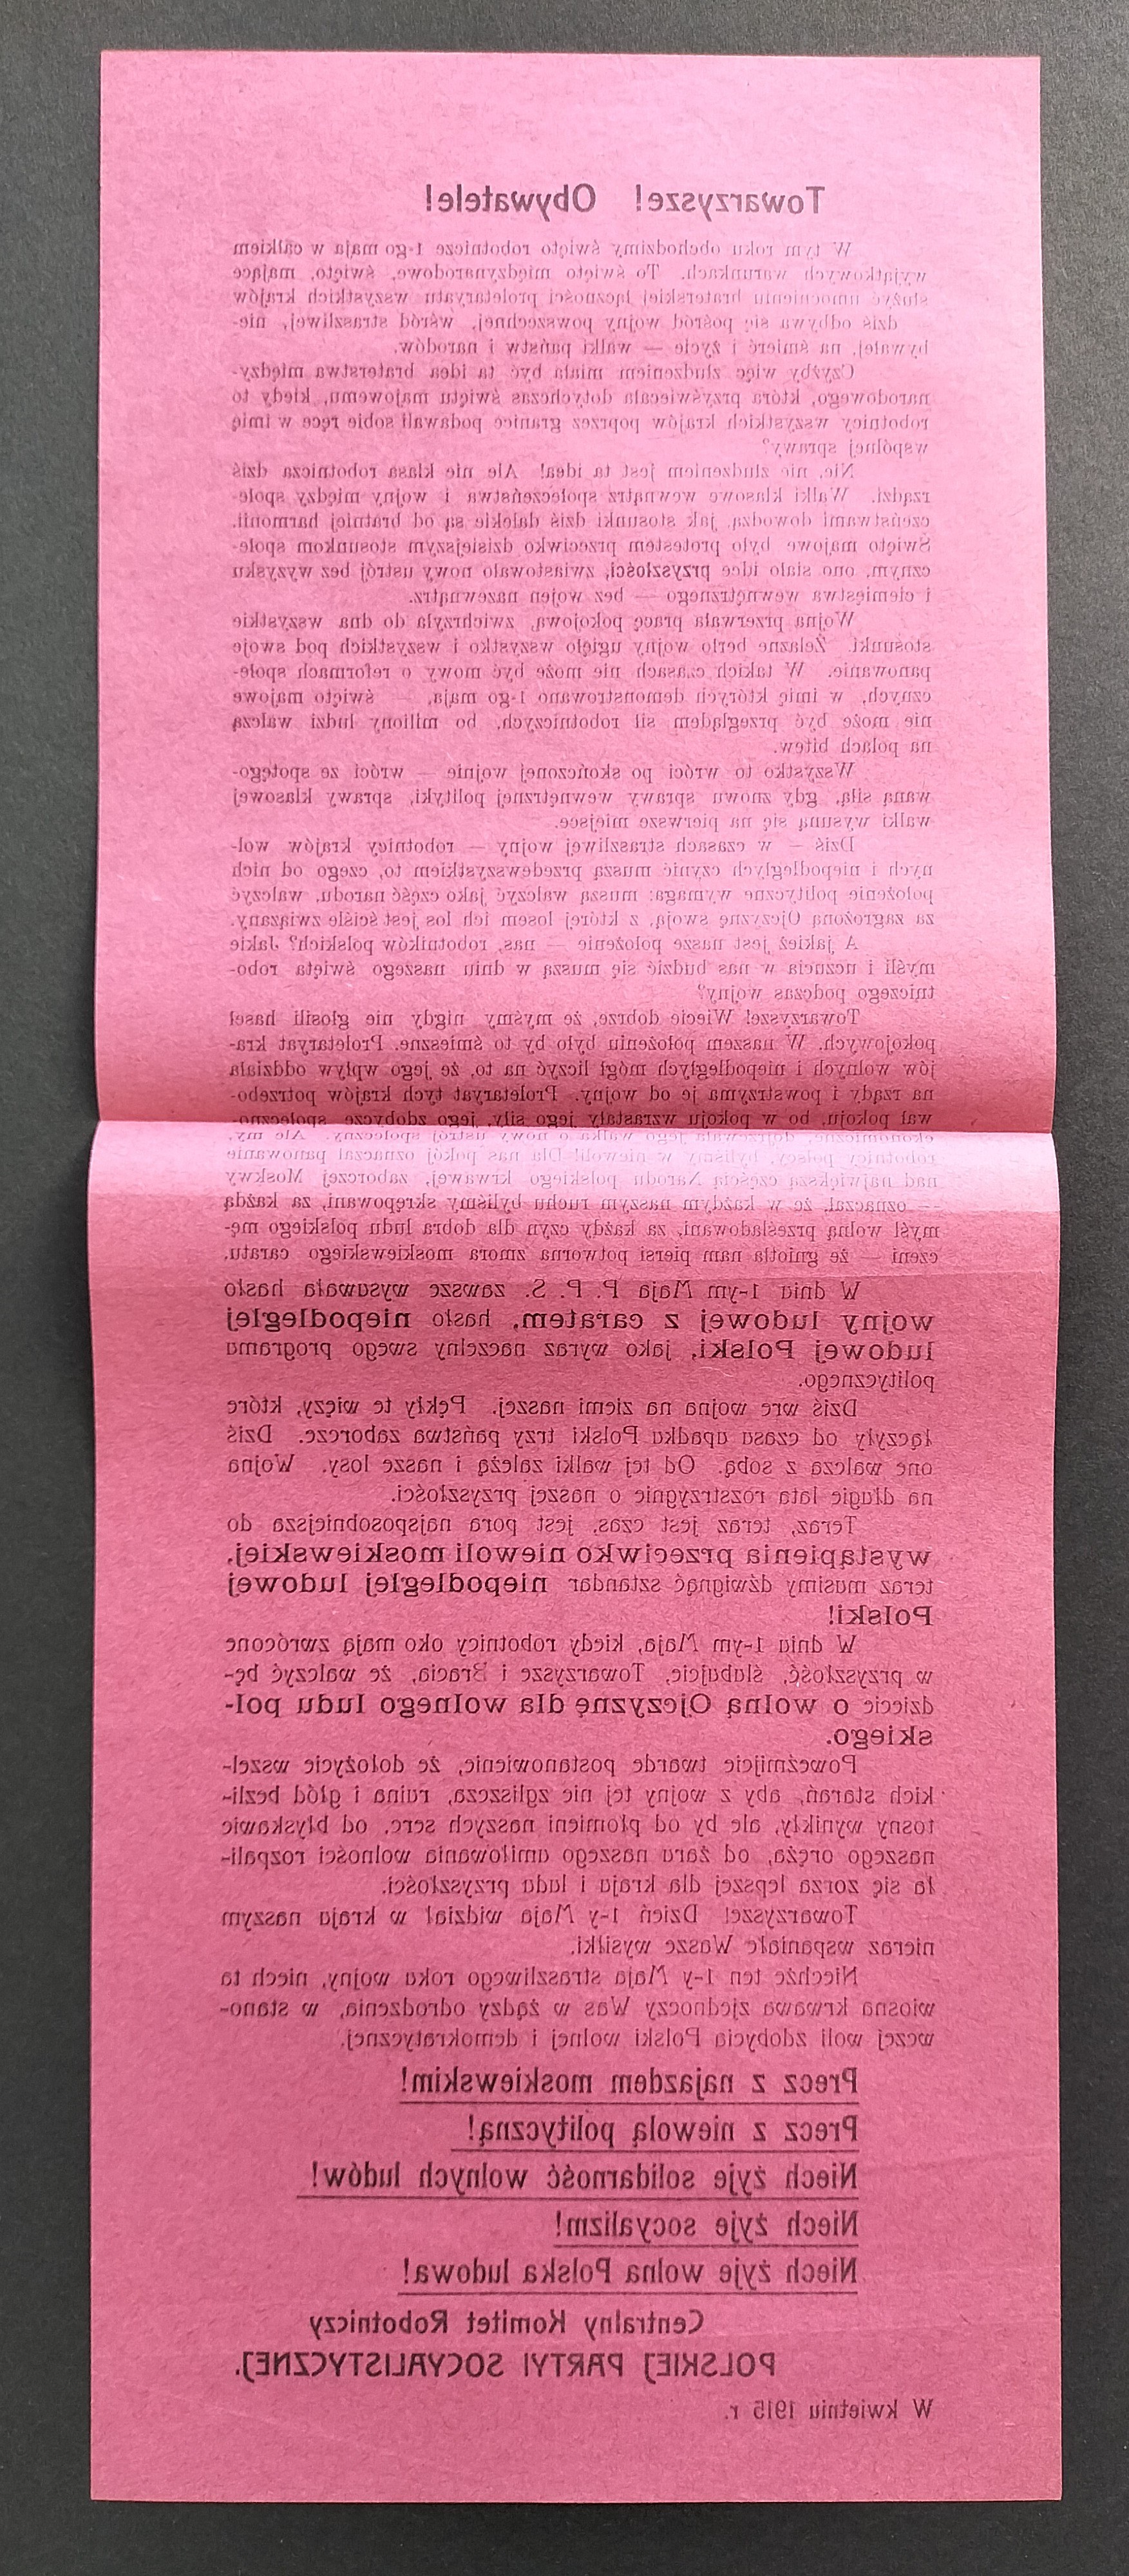 Towarzysze! Obywatele!
W tym roku obchodzimy święto robotnicze 1-go maja w całkiem
wyjątkowych warunkach. To święto międzynarodowe, święto, mające
służyć umocnieniu braterskiej łączności proletaryatu wszystkich krajów
dziś odbywa się pośród wojny powszechnej, wśród straszliwej, nie-
bywałej, na śmierć i życie — walki państw i narodów.
Czyżby więc złudzeniem miała być ta idea braterstwa między-
narodowego, która przyświecała dotychczas świętu majowemu, kiedy to
robotnicy wszystkich krajów poprzez granice podawali sobie ręce w imię
wspólnej sprawy?
Nie, nie złudzeniem jest ta idea! Ale nie klasa robotnicza dziś
rządzi. Walki klasowe wewnątrz społeczeństwa i wojny między społe-
czeństwami dowodzą, jak stosunki dziś dalekie są od bratniej harmonii.
Święto majowe było protestem przeciwko dzisiejszym stosunkom społe-
cznym, ono siało idee przyszłości, zwiastowało nowy ustrój bez wyzysku
i ciemięstwa wewnętrznego — bez wojen nazewnątrz.
Wojna przerwała pracę pokojową, zwichrzyła do dna wszystkie
stosunki. Żelazne berło wojny ugięło wszystko i wszystkich pod swoje
panowanie. W takich czasach nie może być mowy o reformach społe-
cznych, w imię których demonstrowano 1-go maja, — święto majowe
nie może być przeglądem sił robotniczych, bo miliony ludzi walczą
na polach bitew.
Wszystko to wróci po skończonej wojnie — wróci ze spotęgo-
waną siłą, gdy znowu sprawy wewnętrznej polityki, sprawy klasowej
walki wysuną się na pierwsze miejsce.
Dziś — w czasach straszliwej wojny — robotnicy krajów wol-
nych i niepodległych czynić muszą przedewszystkiem to, czego od nich
położenie polityczne wymaga: muszą walczyć jako część narodu, walczyć
za zagrożoną Ojczyznę swoją, z której losem ich los jest ściśle związany.
A jakież jest nasze położenie — nas, robotników polskich? Jakie
myśli i uczucia w nas budzić się muszą w dniu naszego święta robo-
tniczego podczas wojny?
Towarzysze! Wiecie dobrze, że myśmy nigdy nie głosili haseł
pokojowych. W naszem położeniu było by to śmieszne. Proletaryat kra-
jów wolnych i niepodległych mógł liczyć na to, że jego wpływ oddziała
na rządy i powstrzyma je od wojny. Proletaryat tych krajów potrzebo-
wał pokoju, bo w pokoju wzrastały jego siły, jego zdobycze społeczno-
ekonomiczne, dojrzewała jego walka o nowy ustrój społeczny. Ale my,
robotnicy polscy, byliśmy w niewoli! Dla nas pokój oznaczał panowanie
nad największą częścią Narodu polskiego krwawej, zaborczej Moskwy
— oznaczał, że w każdym naszym ruchu byliśmy skrępowani, za każdą
myśl wolną prześladowani, za każdy czyn dla dobra ludu polskiego mę-
czeni — że gniotła nam piersi potworna zmora moskiewskiego caratu.
W dniu 1-ym Maja P. P. S. zawsze wysuwała hasło
wojny ludowej z caratem, hasło niepodległej
ludowej Polski, jako wyraz naczelny swego programu
politycznego.
Dziś wre wojna na ziemi naszej. Pękły te więzy, które
łączyły od czasu upadku Polski trzy państwa zaborcze. Dziś
one walcza z sobą. Od tej walki zależą i nasze losy. Wojna
na długie lata rozstrzygnie o naszej przyszłości.
Teraz, teraz jest czas, jest pora najsposobniejsza do
wystąpienia przeciwko niewoli moskiewskiej,
teraz musimy dźwignąć sztandar niepodległej ludowej
Polski!
W dniu 1-ym Maja, kiedy robotnicy oko mają zwrócone
w przyszłość, ślubujcie, Towarzysze i Bracia, że walczyć bę-
dziecie o wolną Ojczyznę dla wolnego ludu pol-
skiego.
Poweźmijcie twarde postanowienie, że dołożycie wszel-
kich starań, aby z wojny tej nie zgliszcza, ruina i głód bezli-
tosny wynikły, ale by od płomieni naszych serc, od błyskawic
naszego oręża, od żaru naszego umiłowania wolności rozpali-
ła się zorza lepszej dla kraju i ludu przyszłości.
Towarzysze! Dzień 1-y Maja widział w kraju naszym
nieraz wspaniałe Wasze wysiłki.
Niechże ten 1-y Maja straszliwego roku wojny, niech ta
wiosna krwawa zjednoczy Was w żądzy odrodzenia, w stano-
wczej woli zdobycia Polski wolnej i demokratycznej.
Precz z najazdem moskiewskim!
Precz z niewolą polityczną!
Niech żyje solidarność wolnych ludów!
Niech żyje socyalizm!
Niech żyje wolna Polska ludowa!
Centralny Komitet Robotniczy
POLSKIEJ PARTYI SOCYALISTYCZNEJ.
W kwietniu 1915 r.